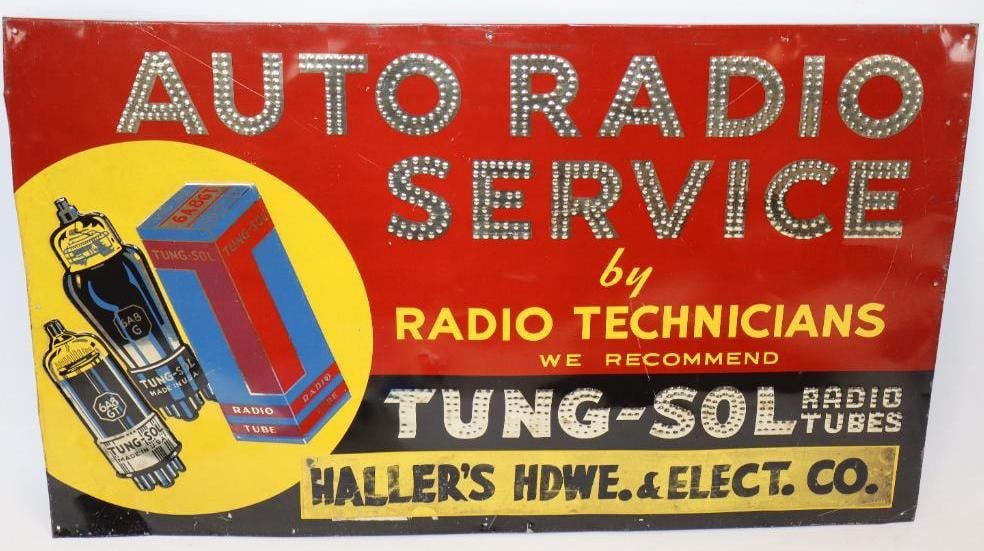 AUTO RADIO
SERVICE
by
RADIO TECHNICIANS
WE RECOMMEND
TUNG-SOL RADIO TUBES
HALLER'S HDWE. & ELECT. CO.
6A8GT
TUNG-SOL
TUNG-SOL
RADIO
TUBE
RADIO
6A8
G
TUNG-SOL
MADE IN U.S.A.
6A8
GT
TUNG-SOL
MADE IN U.S.A.